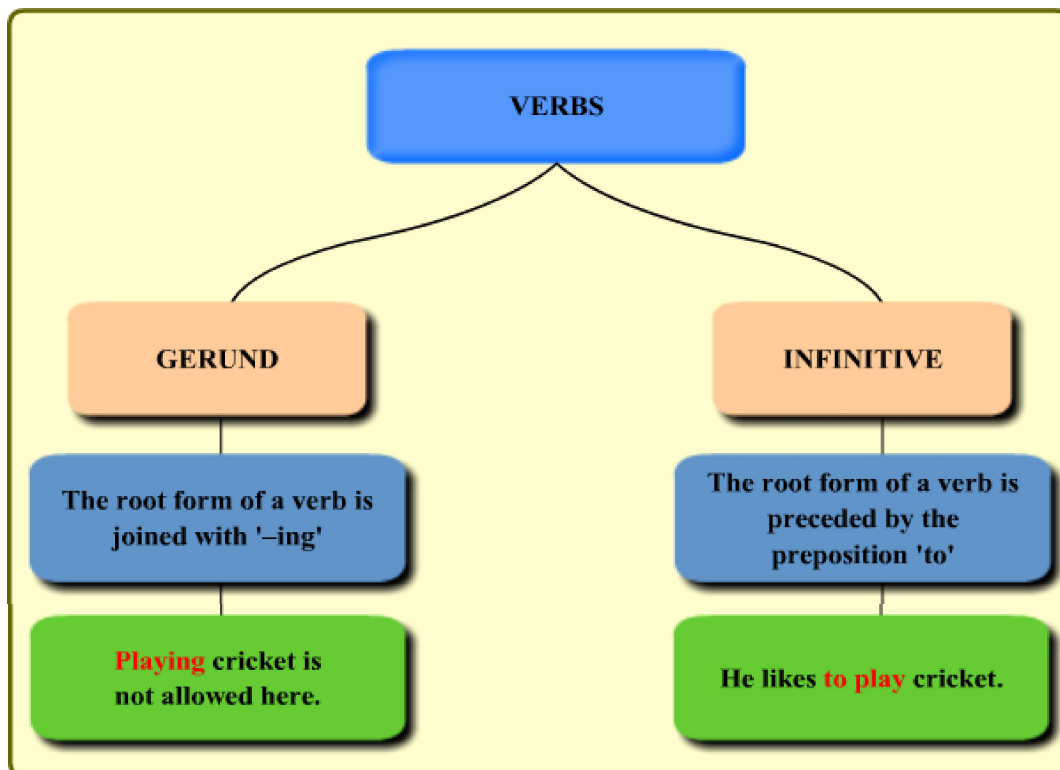 VERBS
GERUND
INFINITIVE
The root form of a verb is
joined with '–ing'
The root form of a verb is
preceded by the
preposition 'to'
Playing cricket is
not allowed here.
He likes to play cricket.